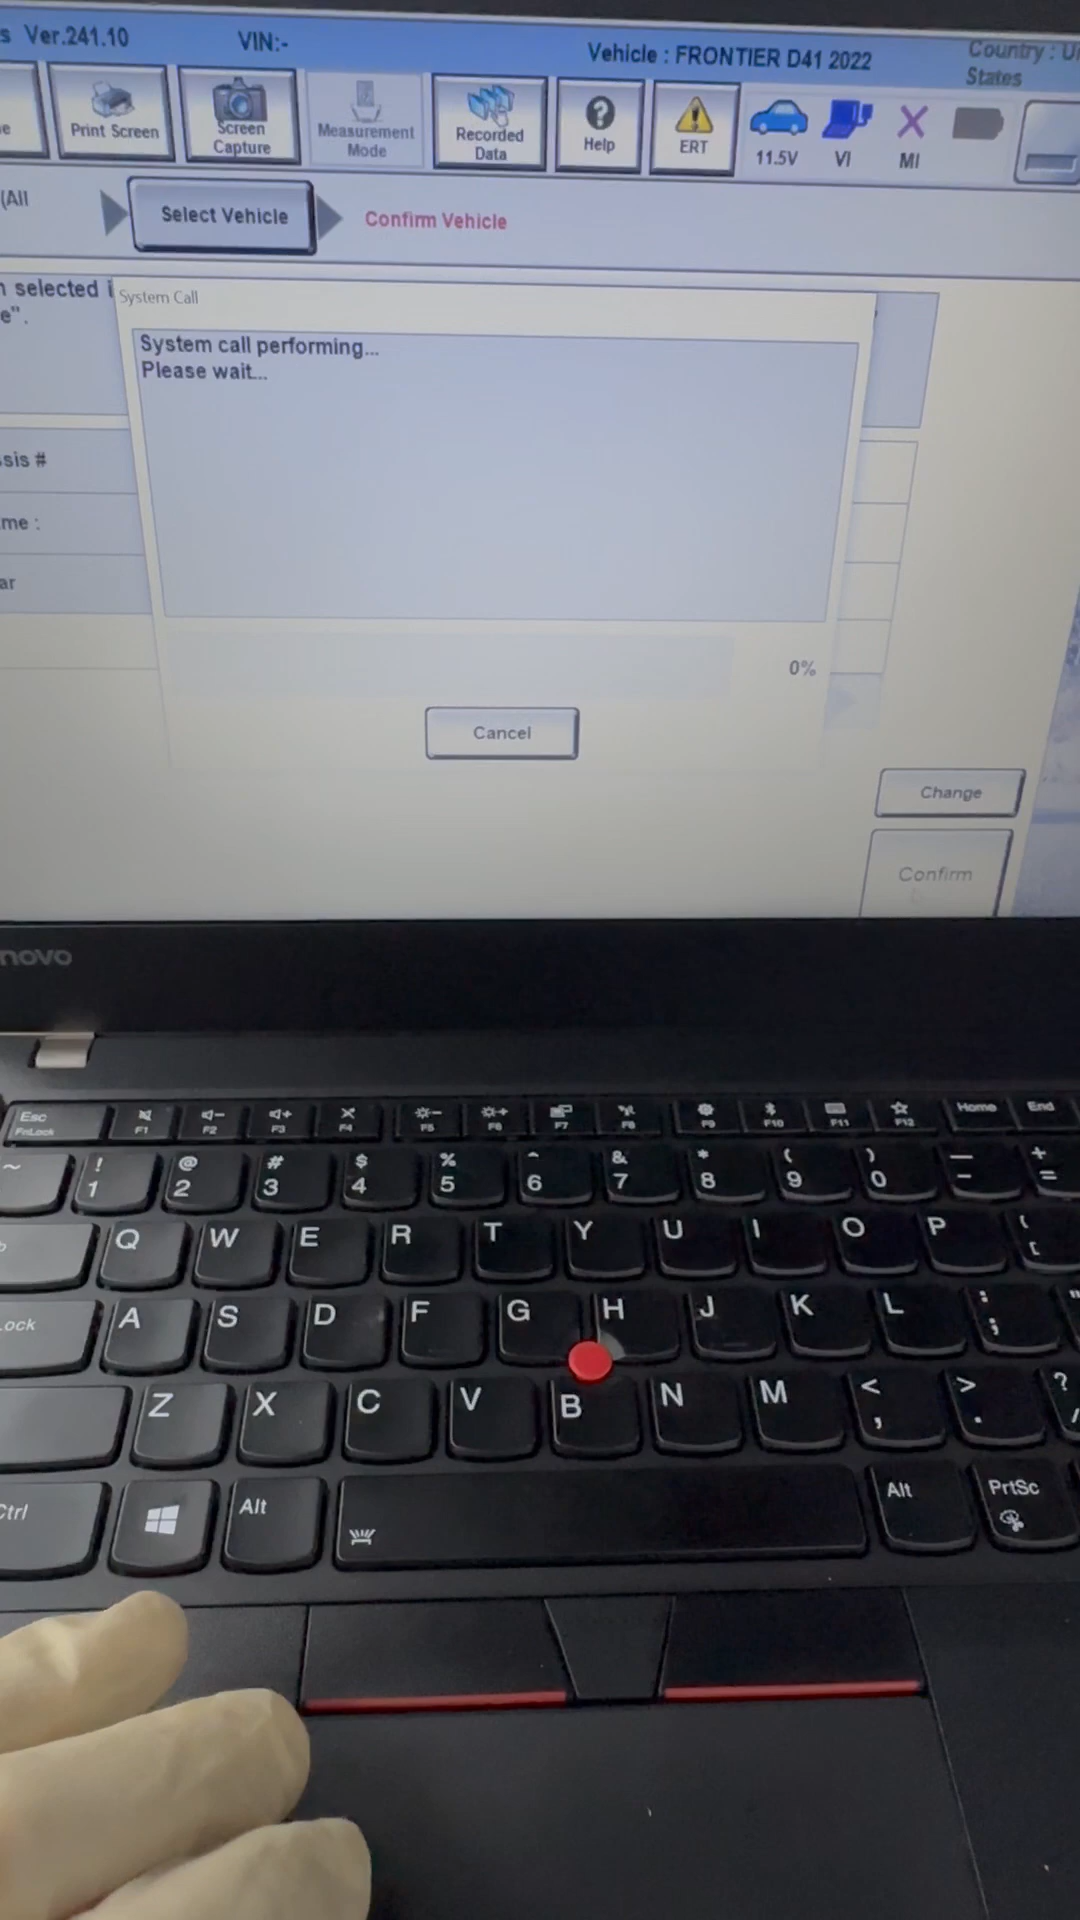 s Ver.241.10
VIN:-
Vehicle : FRONTIER D41 2022
Country : U
States
e
Print Screen
Screen
Capture
Measurement
Mode
Recorded
Data
Help
ERT
11.5V
VI
MI
(All
Select Vehicle
Confirm Vehicle
n selected i
e".
System Call
System call performing...
Please wait...
sis #
me :
ar
0%
Cancel
Change
Confirm
novo
Esc
FnLock
F1
F2
F3
F4
F5
F6
F7
F8
F9
F10
F11
F12
Home
End
~
! 1
@ 2
# 3
$ 4
% 5
^ 6
& 7
* 8
( 9
) 0
— -
+ =
b
Q W E R T Y U I O P { [
Lock
A S D F G H J K L : ; "
Z X C V B N M < , > . ? /
Ctrl
Alt
Alt
PrtSc